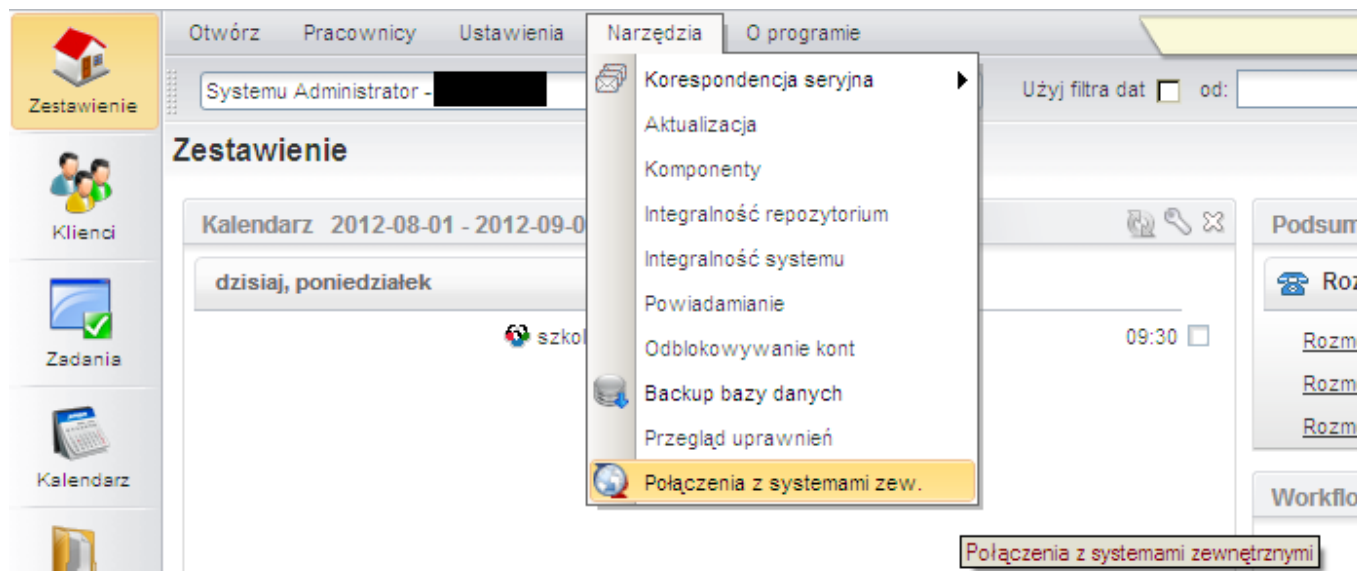 Otwórz Pracownicy Ustawienia Narzędzia O programie
Zestawienie
Systemu Administrator -
Użyj filtra dat od:
Zestawienie
Klienci
Zadania
Kalendarz
Korespondencja seryjna
Aktualizacja
Komponenty
Integralność repozytorium
Integralność systemu
Powiadamianie
Odblokowywanie kont
Backup bazy danych
Przegląd uprawnień
Połączenia z systemami zew.
Połączenia z systemami zewnętrznymi
Kalendarz 2012-08-01 - 2012-09-0
dzisiaj, poniedziałek
szkol
09:30
Podsum
Roz
Rozm
Rozm
Rozm
Workflo